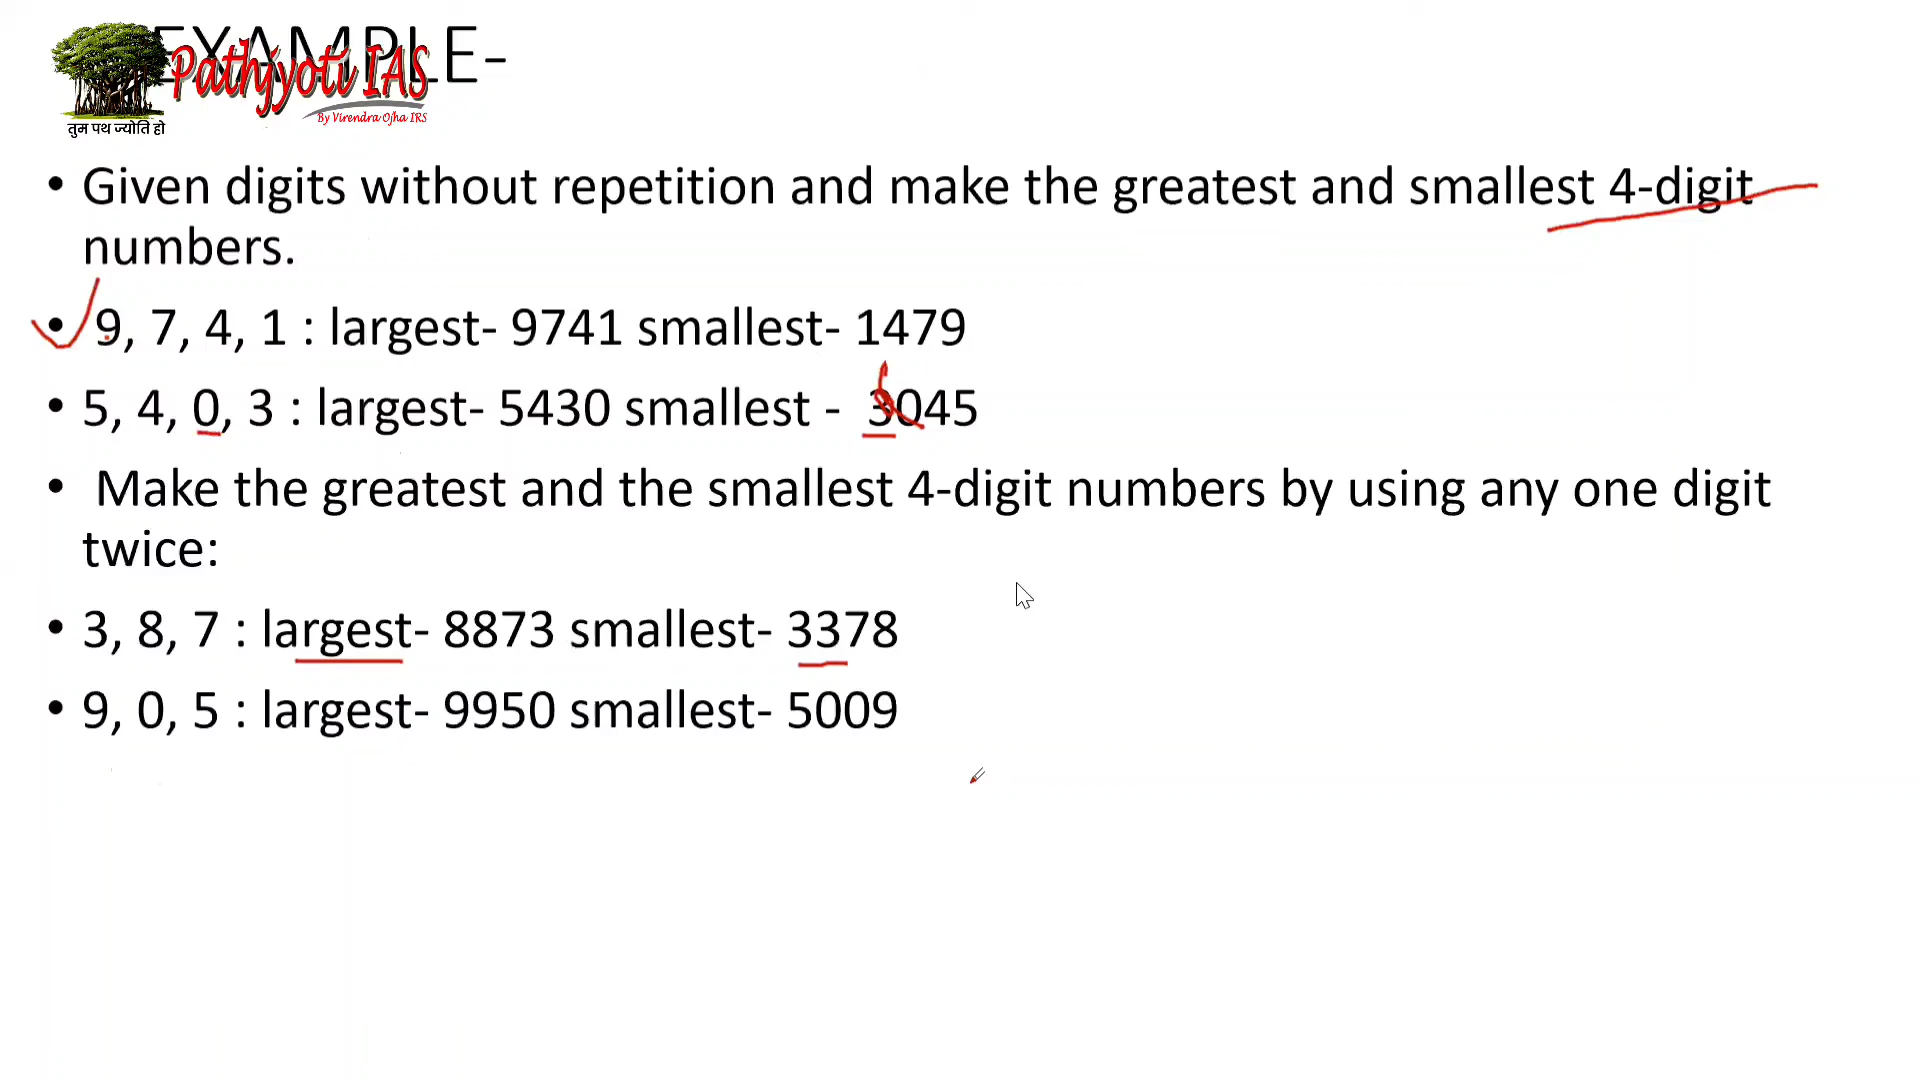 EXAMPLE-
Pathjyoti IAS
By Virendra Ojha IRS
तुम पथ ज्योति हो
• Given digits without repetition and make the greatest and smallest 4-digit
numbers.
• 9, 7, 4, 1 : largest- 9741 smallest- 1479
• 5, 4, 0, 3 : largest- 5430 smallest - 3045
• Make the greatest and the smallest 4-digit numbers by using any one digit
twice:
• 3, 8, 7 : largest- 8873 smallest- 3378
• 9, 0, 5 : largest- 9950 smallest- 5009